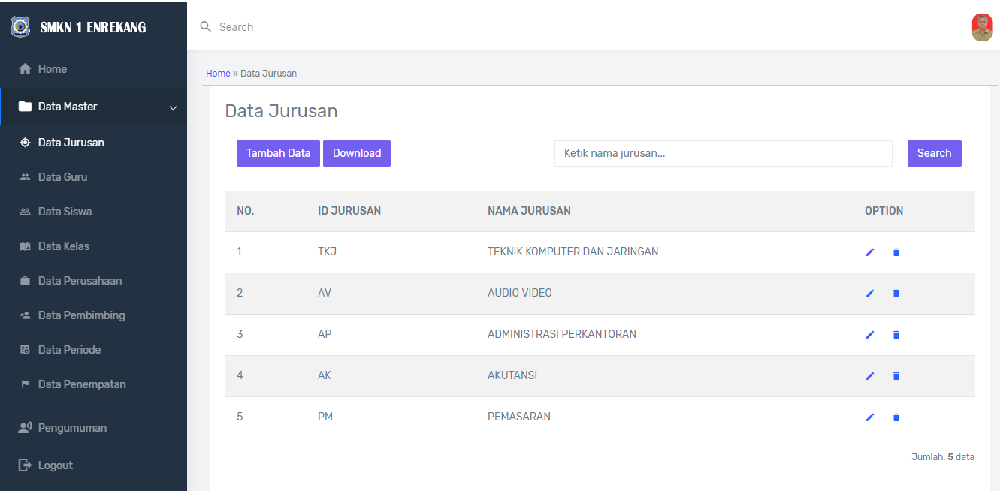 SMKN 1 ENREKANG
Search
Home
Data Master
Data Jurusan
Data Guru
Data Siswa
Data Kelas
Data Perusahaan
Data Pembimbing
Data Periode
Data Penempatan
Pengumuman
Logout
Home » Data Jurusan
Data Jurusan
Tambah Data Download Ketik nama jurusan... Search
NO. ID JURUSAN NAMA JURUSAN OPTION
1 TKJ TEKNIK KOMPUTER DAN JARINGAN
2 AV AUDIO VIDEO
3 AP ADMINISTRASI PERKANTORAN
4 AK AKUTANSI
5 PM PEMASARAN
Jumlah: 5 data